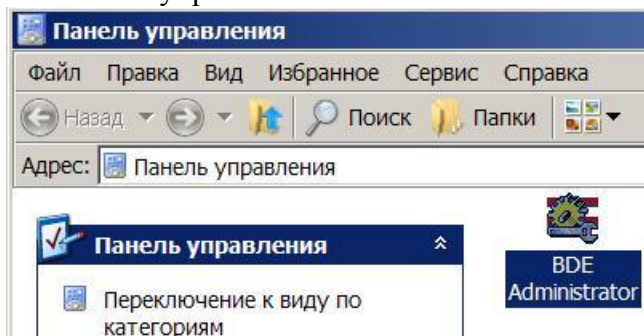 Панель управления
Файл Правка Вид Избранное Сервис Справка
Назад Поиск Папки
Адрес: Панель управления
Панель управления
Переключение к виду по
категориям
BDE
Administrator